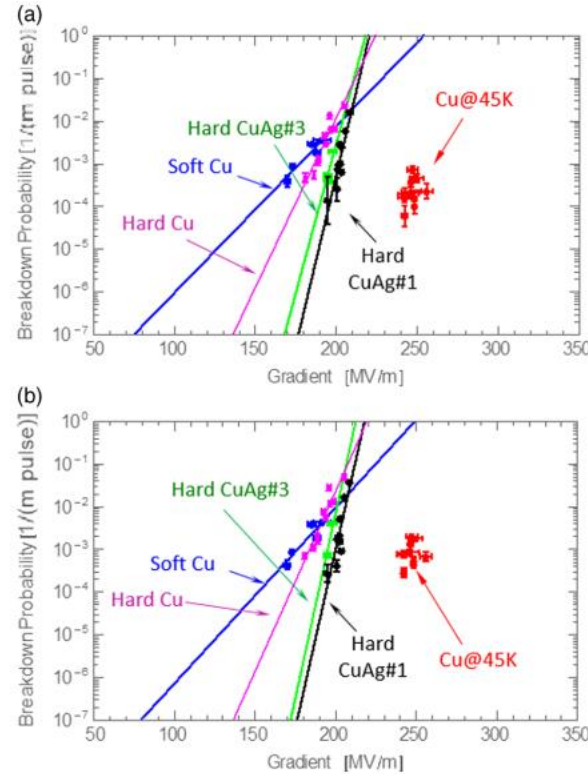 (a)
Breakdown Probability [1/(m pulse)]
10^0
10^-1
10^-2
10^-3
10^-4
10^-5
10^-6
10^-7
Cu@45K
Hard CuAg#3
Soft Cu
Hard Cu
Hard
CuAg#1
50 100 150 200 250 300 350
Gradient [MV/m]
(b)
Breakdown Probability [1/(m pulse)]
10^0
10^-1
10^-2
10^-3
10^-4
10^-5
10^-6
10^-7
Hard CuAg#3
Soft Cu
Hard Cu
Hard
CuAg#1
Cu@45K
50 100 150 200 250 300 350
Gradient [MV/m]